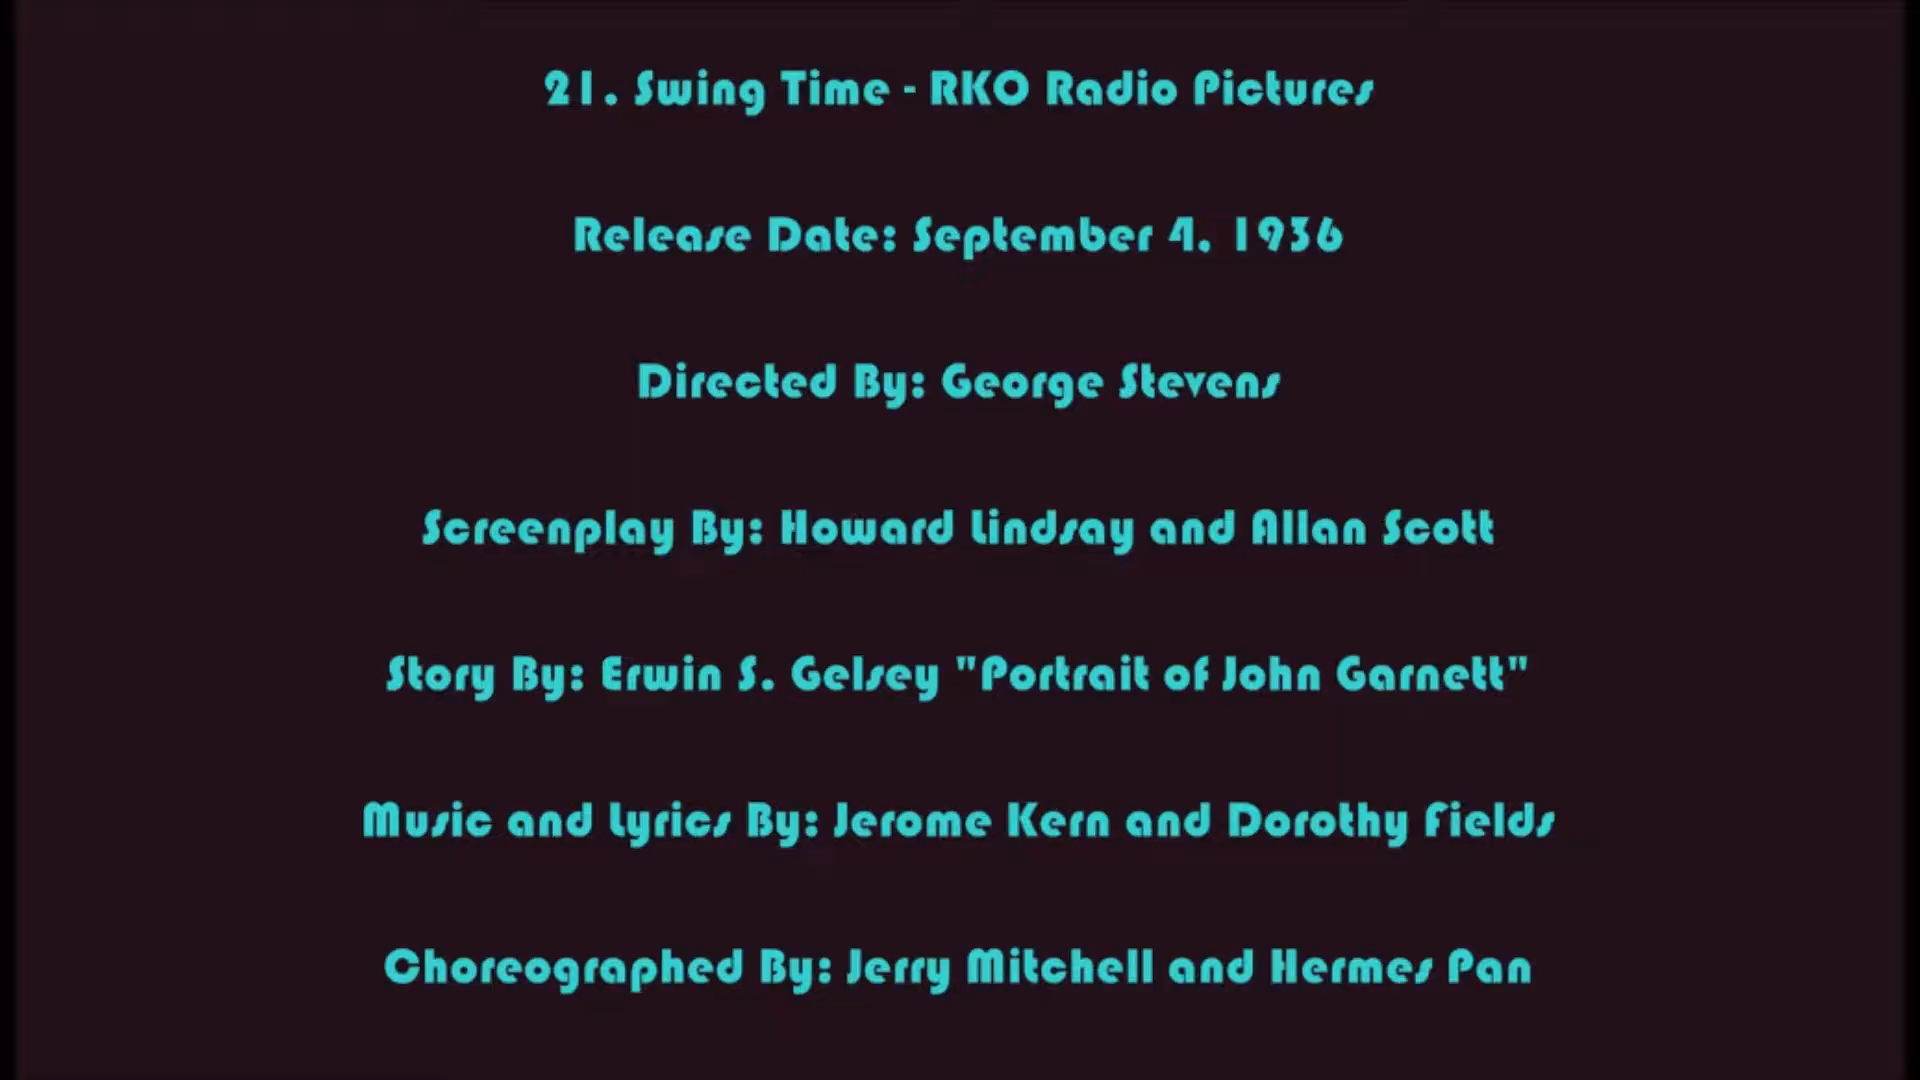 21. Swing Time - RKO Radio Pictures
Release Date: September 4, 1936
Directed By: George Stevens
Screenplay By: Howard Lindsay and Allan Scott
Story By: Erwin S. Gelsey "Portrait of John Garnett"
Music and Lyrics By: Jerome Kern and Dorothy Fields
Choreographed By: Jerry Mitchell and Hermes Pan